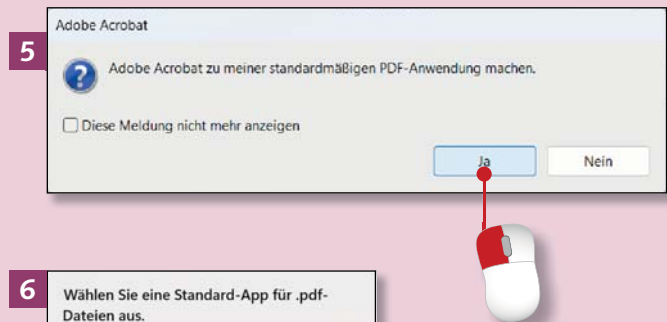 5
Adobe Acrobat
Adobe Acrobat zu meiner standardmäßigen PDF-Anwendung machen.
Diese Meldung nicht mehr anzeigen
Ja
Nein
6
Wählen Sie eine Standard-App für .pdf-
Dateien aus.